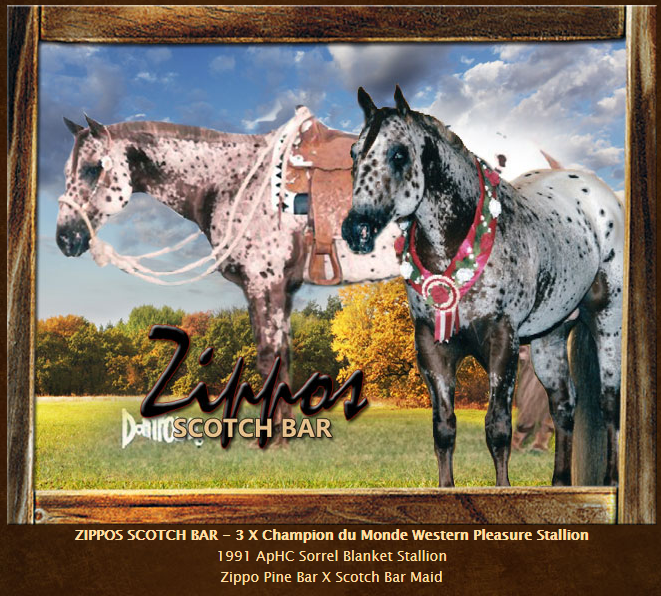 Zippos
SCOTCH BAR
ZIPPOS SCOTCH BAR – 3 X Champion du Monde Western Pleasure Stallion
1991 ApHC Sorrel Blanket Stallion
Zippo Pine Bar X Scotch Bar Maid